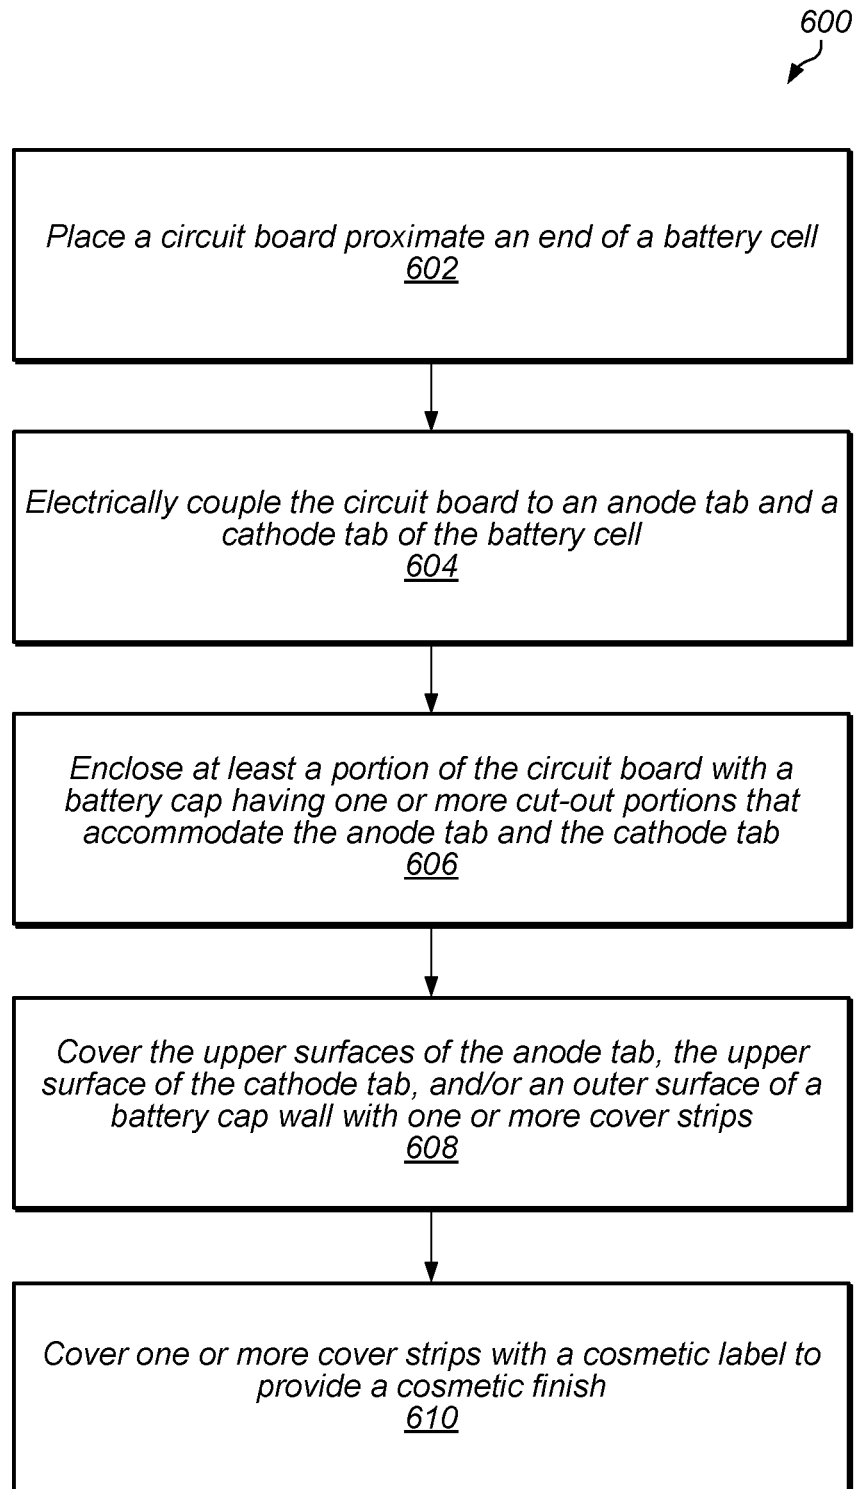 600
Place a circuit board proximate an end of a battery cell
602
Electrically couple the circuit board to an anode tab and a
cathode tab of the battery cell
604
Enclose at least a portion of the circuit board with a
battery cap having one or more cut-out portions that
accommodate the anode tab and the cathode tab
606
Cover the upper surfaces of the anode tab, the upper
surface of the cathode tab, and/or an outer surface of a
battery cap wall with one or more cover strips
608
Cover one or more cover strips with a cosmetic label to
provide a cosmetic finish
610